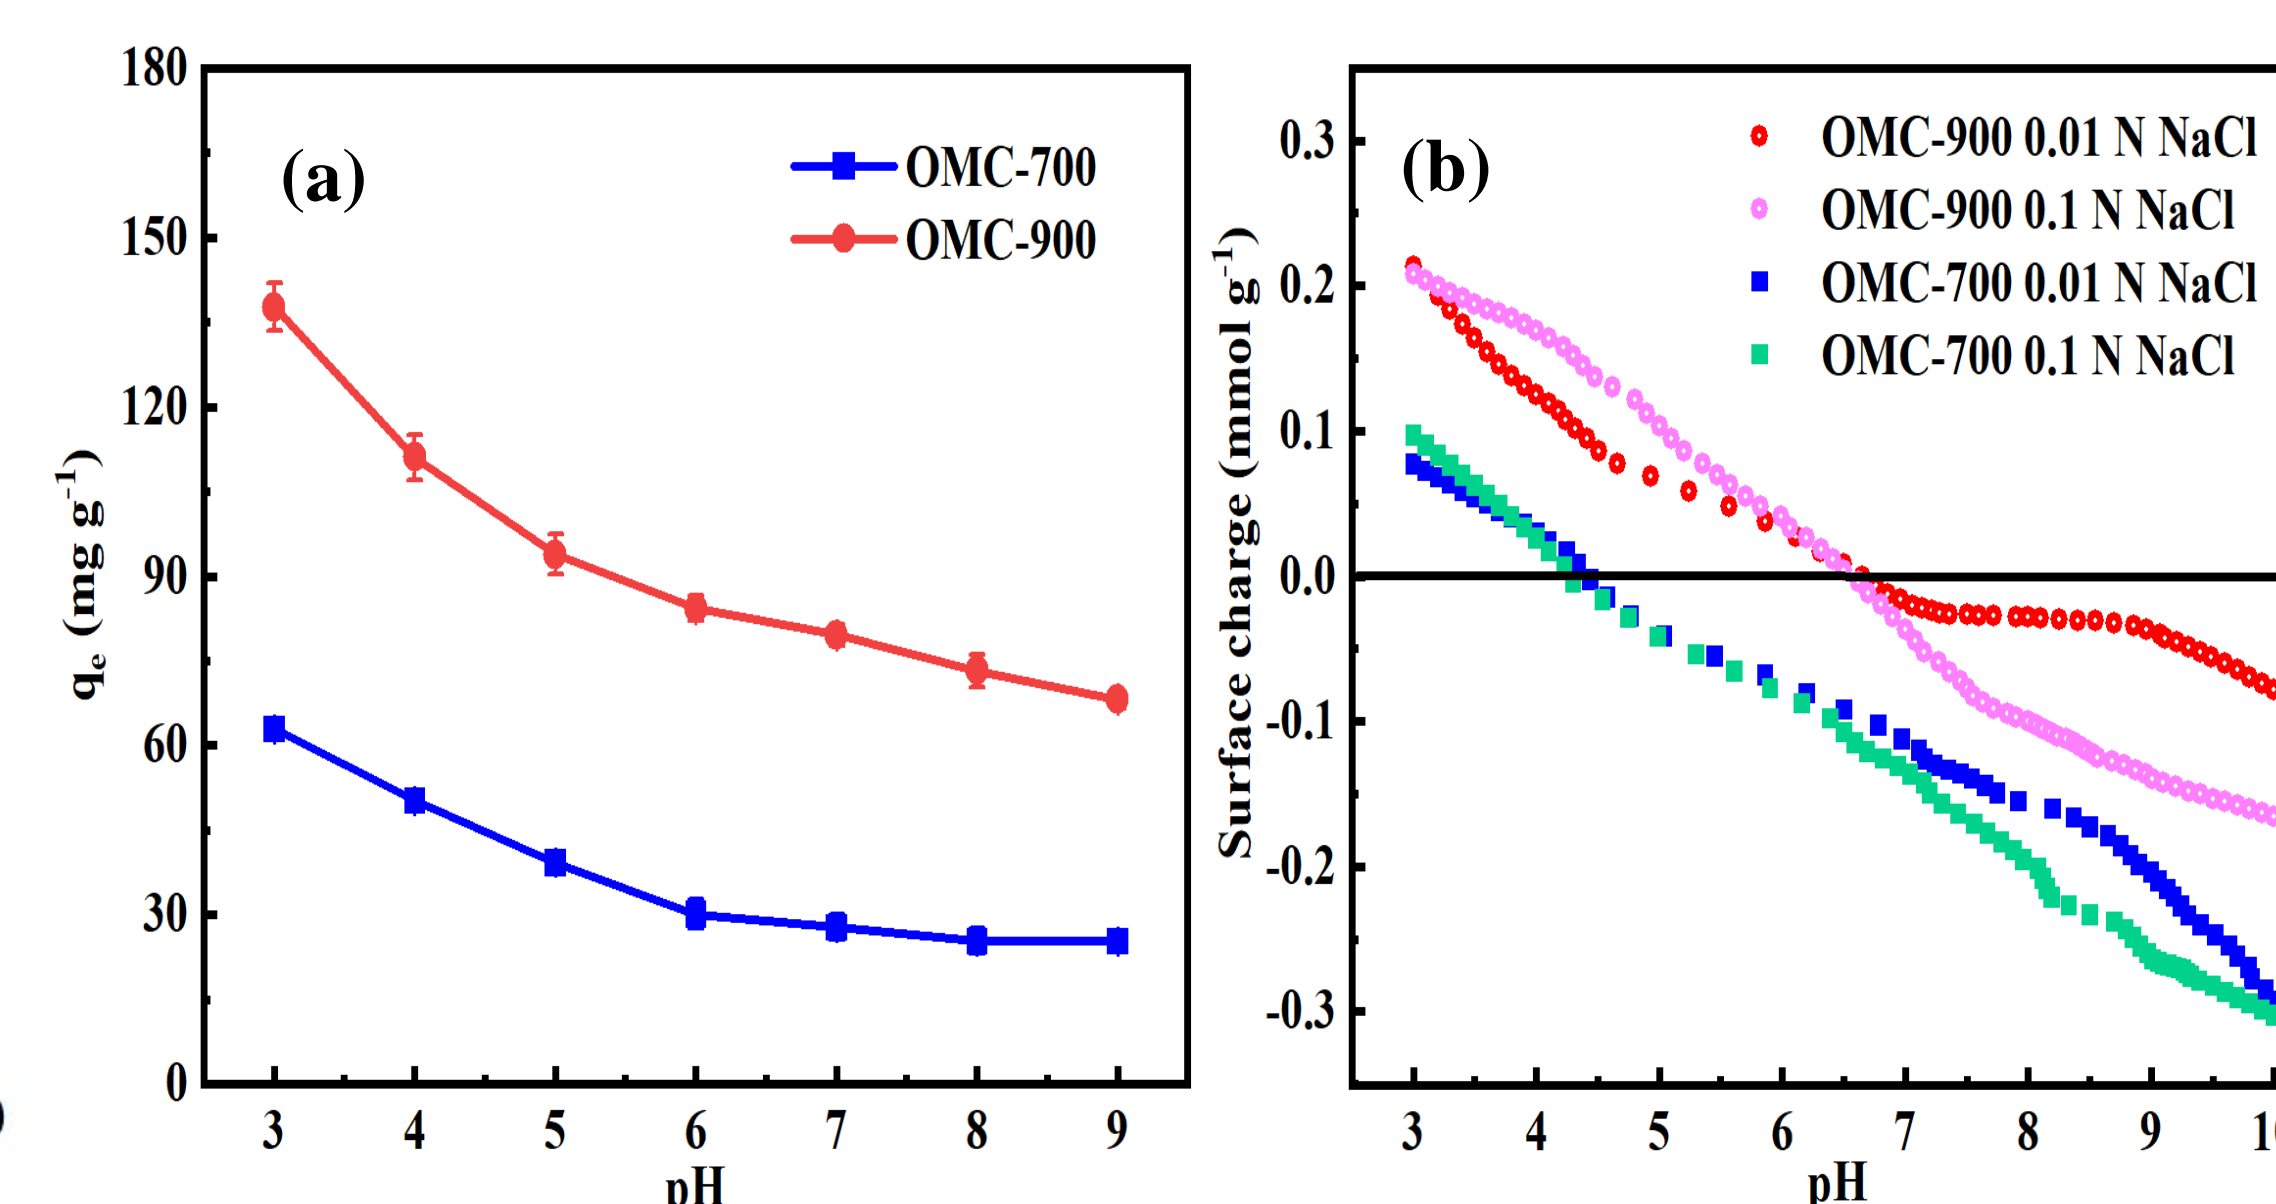 180
150
120
90
60
30
0
qe (mg g-1)
(a)
OMC-700
OMC-900
3 4 5 6 7 8 9
pH
0.3
0.2
0.1
0.0
-0.1
-0.2
-0.3
Surface charge (mmol g-1)
(b)
OMC-900 0.01 N NaCl
OMC-900 0.1 N NaCl
OMC-700 0.01 N NaCl
OMC-700 0.1 N NaCl
3 4 5 6 7 8 9
pH